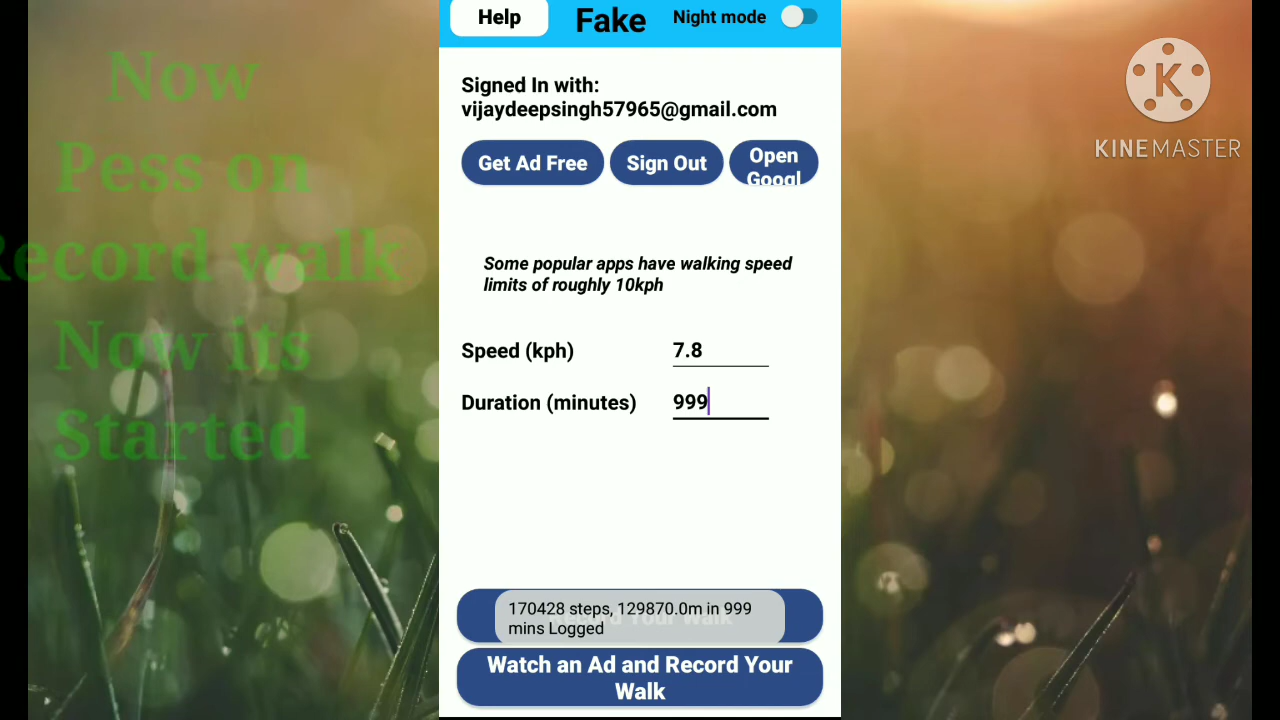 Help
Fake
Night mode
Signed In with:
vijaydeepsingh57965@gmail.com
Get Ad Free
Sign Out
Open
Googl
Some popular apps have walking speed
limits of roughly 10kph
Speed (kph)
7.8
Duration (minutes)
999
170428 steps, 129870.0m in 999
mins Logged
Record Your Walk
Watch an Ad and Record Your
Walk
Now
Pess on
Record walk
Now its
Started
K
KINEMASTER